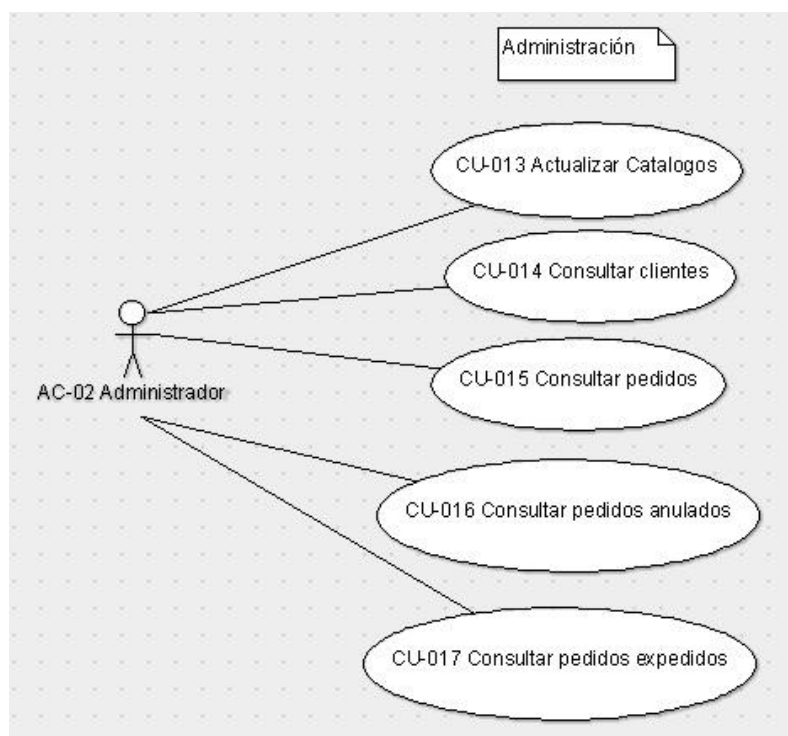 Administración
CU-013 Actualizar Catalogos
CU-014 Consultar clientes
CU-015 Consultar pedidos
AC-02 Administrador
CU-016 Consultar pedidos anulados
CU-017 Consultar pedidos expedidos